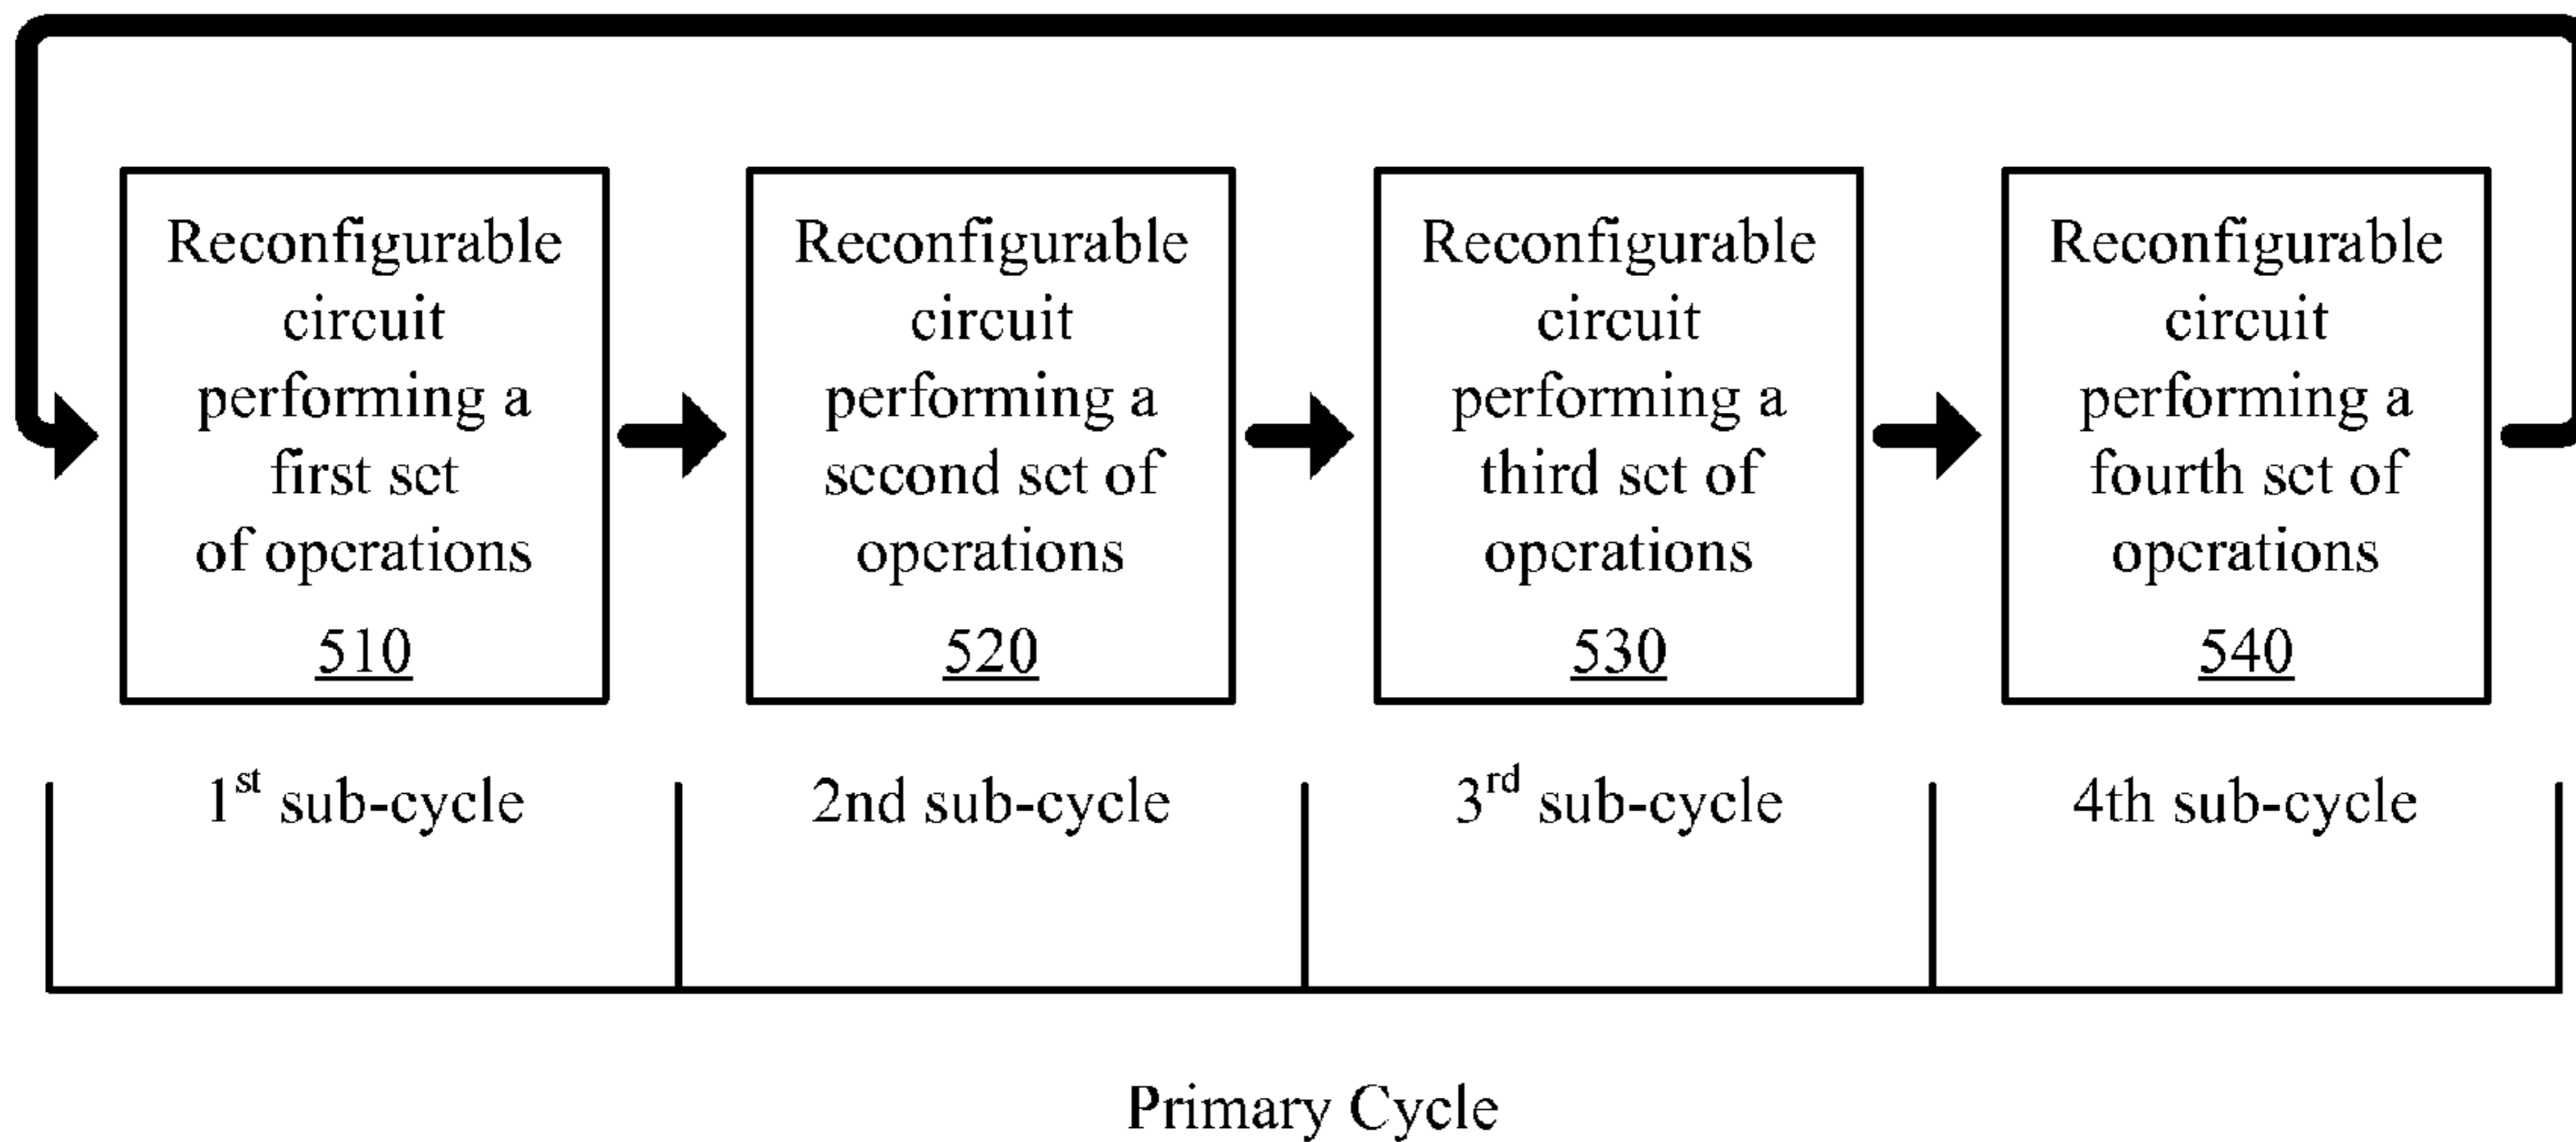 Reconfigurable
circuit
performing a
first set
of operations
510
Reconfigurable
circuit
performing a
second set of
operations
520
Reconfigurable
circuit
performing a
third set of
operations
530
Reconfigurable
circuit
performing a
fourth set of
operations
540
1st sub-cycle
2nd sub-cycle
3rd sub-cycle
4th sub-cycle
Primary Cycle